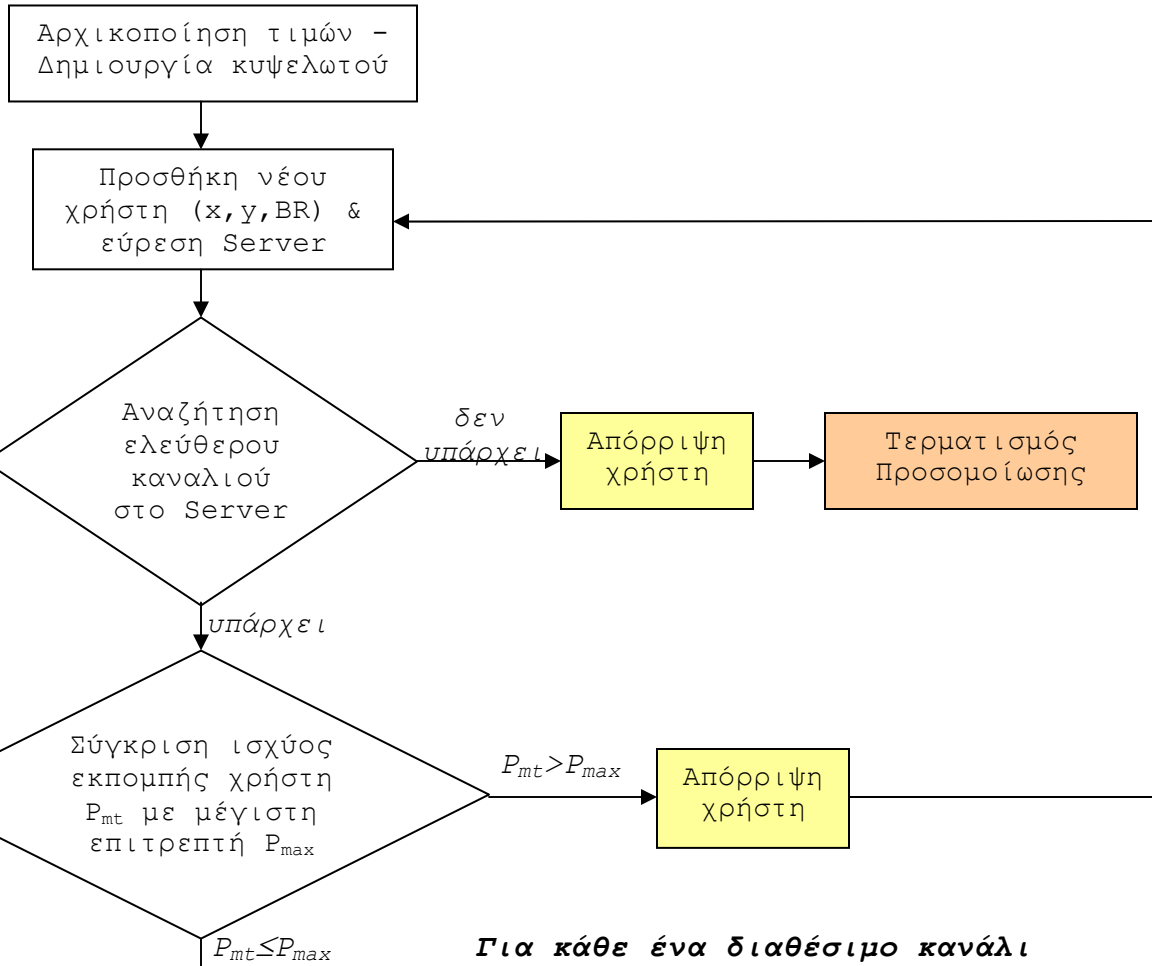 Αρχικοποίηση τιμών -
Δημιουργία κυψελωτού
Προσθήκη νέου
χρήστη (x,y,BR) &
εύρεση Server
Αναζήτηση
ελεύθερου
καναλιού
στο Server
δεν
υπάρχει
Απόρριψη
χρήστη
Τερματισμός
Προσομοίωσης
υπάρχει
Σύγκριση ισχύος
εκπομπής χρήστη
Pmt με μέγιστη
επιτρεπτή Pmax
Pmt>Pmax
Απόρριψη
χρήστη
Pmt≤Pmax
Για κάθε ένα διαθέσιμο κανάλι